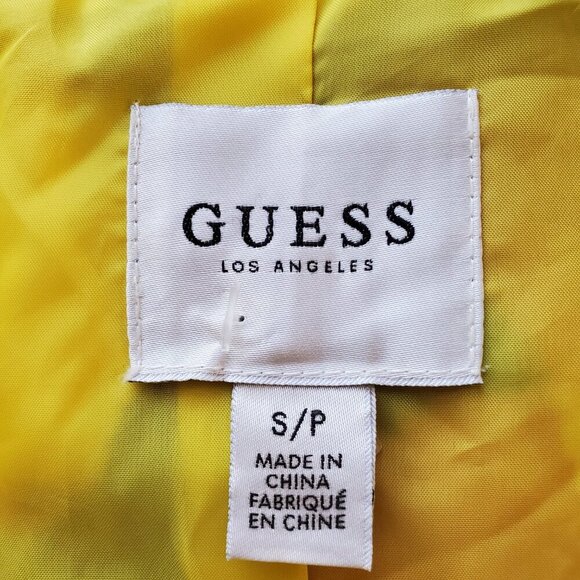 GUESS
LOS ANGELES
S/P
MADE IN
CHINA
FABRIQUÉ
EN CHINE